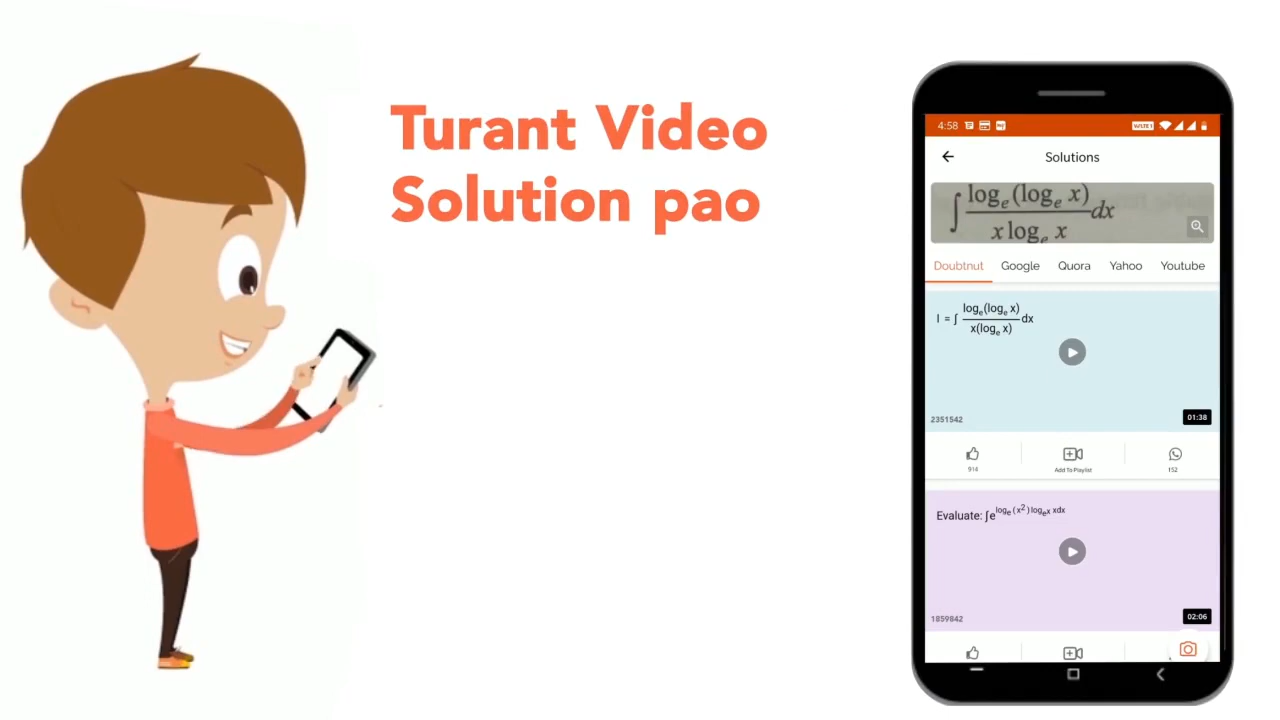 Turant Video
Solution pao
4:58
VoLTE1
Solutions
∫ logₑ(logₑ x) / x logₑ x dx
Doubtnut Google Quora Yahoo Youtube
I = ∫ logₑ(logₑ x) / x(logₑ x) dx
2351542 01:38
914 Add To Playlist 152
Evaluate: ∫e^logₑ(x²)logₑx xdx
1859842 02:06